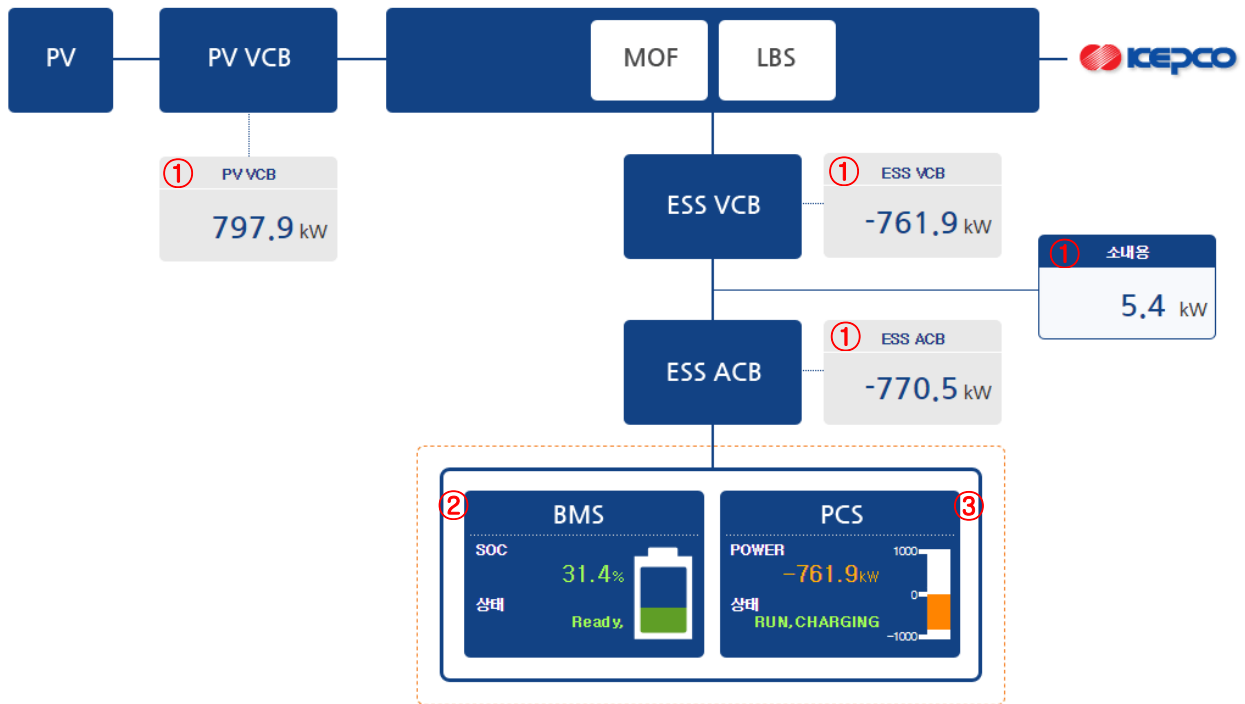 PV
PV VCB
MOF
LBS
KEPCO
① PV VCB
797.9 kW
ESS VCB
① ESS VCB
-761.9 kW
① 소내용
5.4 kW
ESS ACB
① ESS ACB
-770.5 kW
② BMS
SOC
31.4%
상태
Ready,
PCS ③
POWER
-761.9kW
상태
RUN,CHARGING
1000
0
-1000